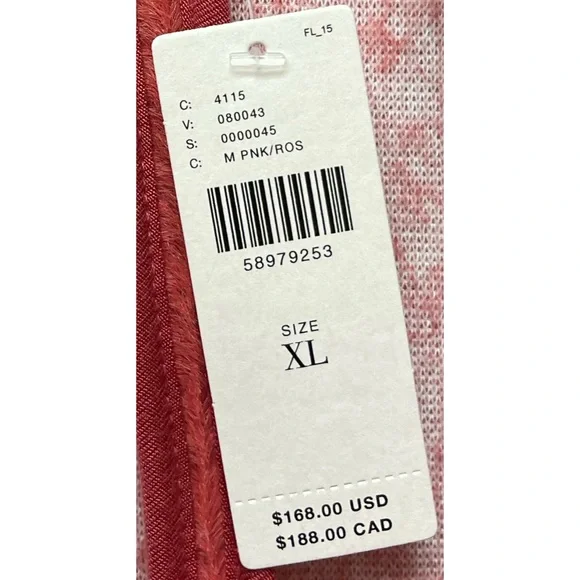 FL_15
C: 4115
V: 080043
S: 0000045
C: M PNK/ROS
58979253
SIZE
XL
$168.00 USD
$188.00 CAD